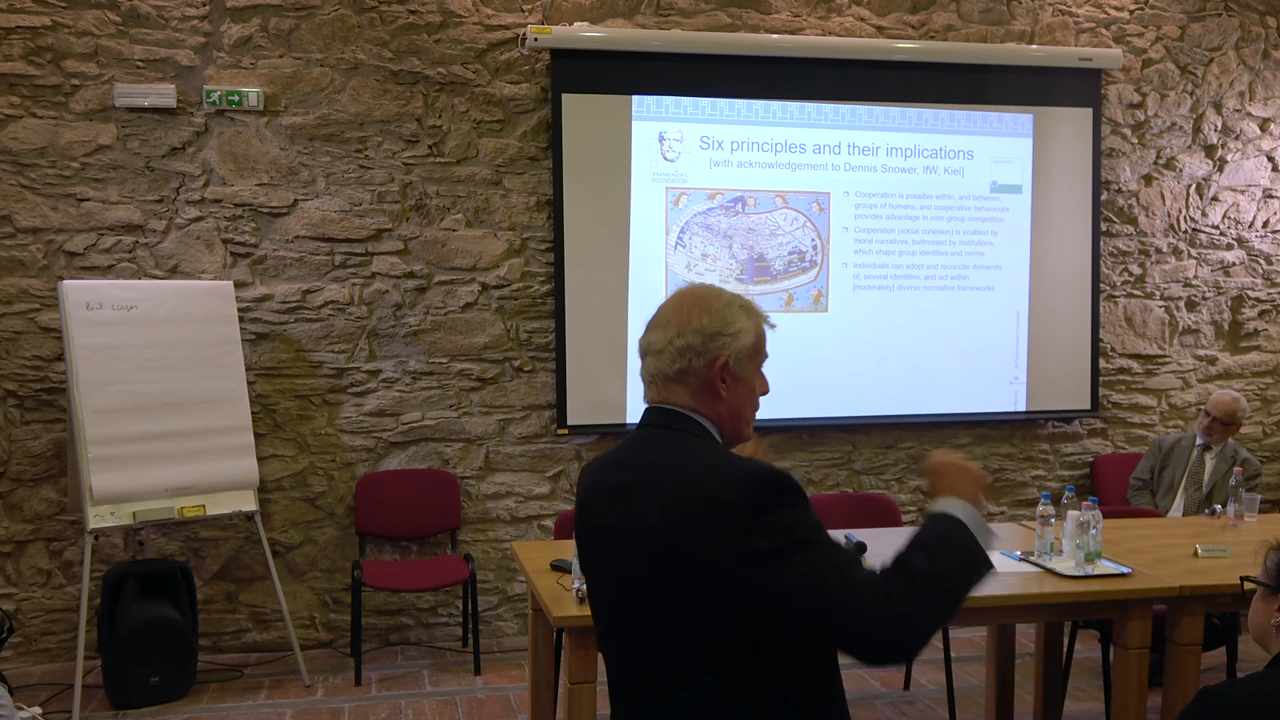 Six principles and their implications
[with acknowledgement to Dennis Snower, IfW, Kiel]
PARMENIDES
FOUNDATION
Cooperation is possible within, and between,
groups of humans, and cooperative behaviours
provides advantage in inter-group competition
Cooperation (social cohesion) is enabled by
moral narratives, buttressed by institutions,
which shape group identities and norms
Individuals can adopt and reconcile demands
of, several identities, and act within
[moderately] diverse normative frameworks